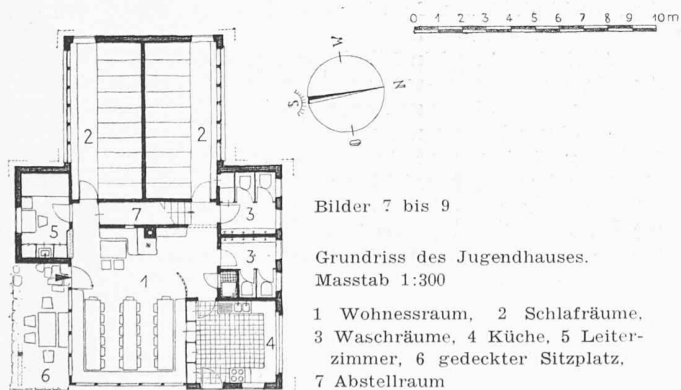 0 1 2 3 4 5 6 7 8 9 10m
W
N
S
O
2 2
5 7 3
3
1
4
6
Bilder 7 bis 9
Grundriss des Jugendhauses.
Masstab 1:300
1 Wohnessraum, 2 Schlafräume,
3 Waschräume, 4 Küche, 5 Leiter-
zimmer, 6 gedeckter Sitzplatz,
7 Abstellraum